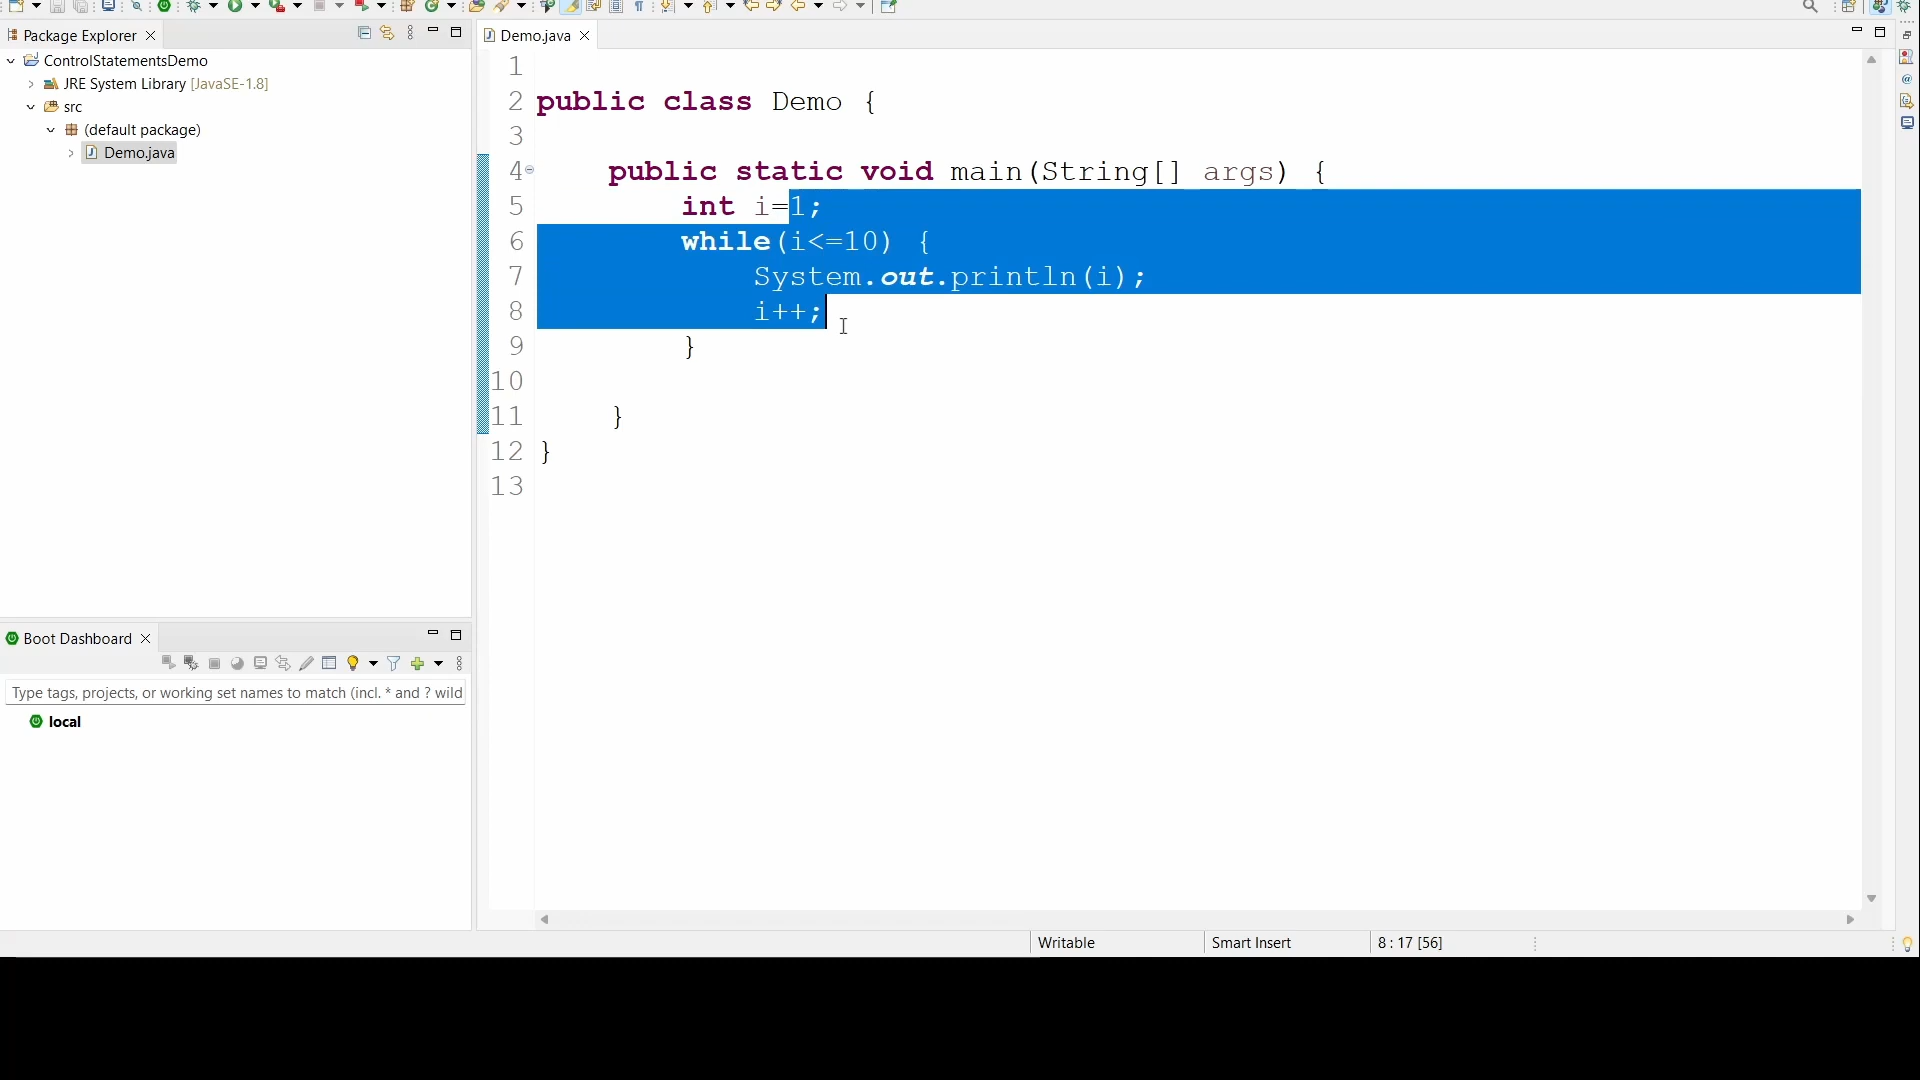 Package Explorer
ControlStatementsDemo
JRE System Library [JavaSE-1.8]
src
(default package)
Demo.java
Boot Dashboard
Type tags, projects, or working set names to match (incl. * and ? wild
local
Demo.java
1
2 public class Demo {
3
4 public static void main(String[] args) {
5 int i=1;
6 while(i<=10) {
7 System.out.println(i);
8 i++;
9 }
10
11 }
12 }
13
Writable
Smart Insert
8 : 17 [56]